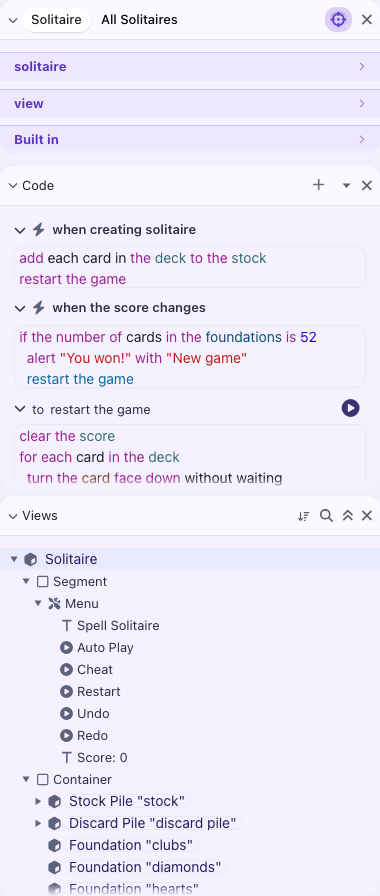 Solitaire All Solitaires
solitaire
view
Built in
Code
when creating solitaire
add each card in the deck to the stock
restart the game
when the score changes
if the number of cards in the foundations is 52
alert "You won!" with "New game"
restart the game
to restart the game
clear the score
for each card in the deck
turn the card face down without waiting
Views
Solitaire
Segment
Menu
Spell Solitaire
Auto Play
Cheat
Restart
Undo
Redo
Score: 0
Container
Stock Pile "stock"
Discard Pile "discard pile"
Foundation "clubs"
Foundation "diamonds"
Foundation "hearts"